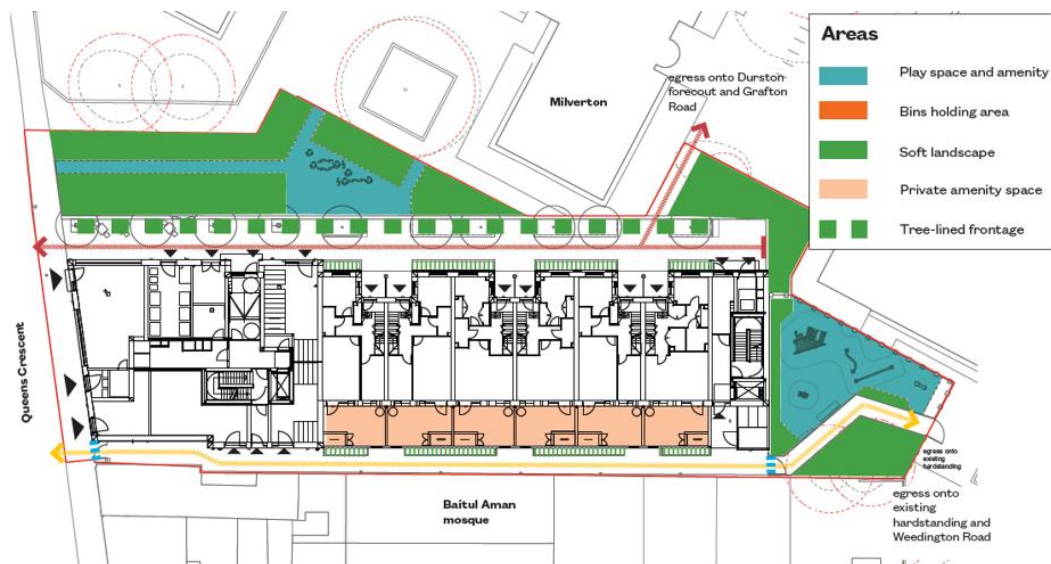 Areas
Play space and amenity
Bins holding area
Soft landscape
Private amenity space
Tree-lined frontage
egress onto Durston
forecout and Grafton
Road
Milverton
Queens Crescent
Baitul Aman
mosque
egress onto
existing
hardstanding
egress onto
existing
hardstanding and
Weedington Road